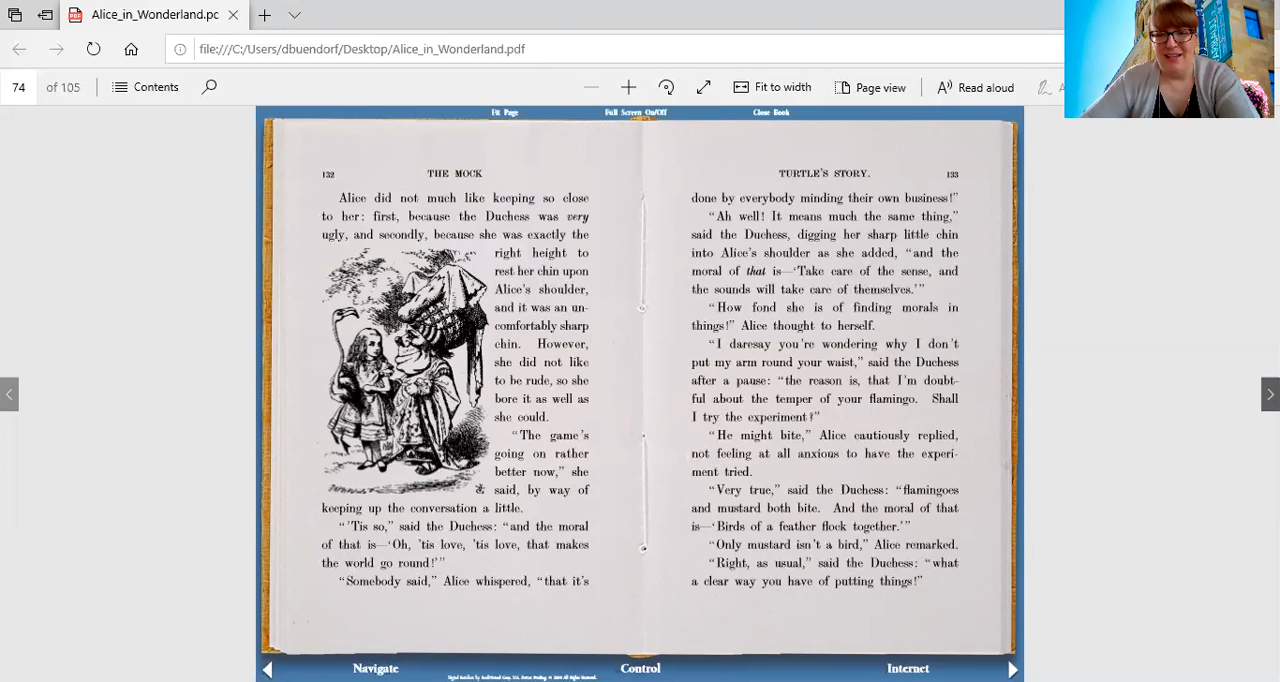 Alice_in_Wonderland.pc
file:///C:/Users/dbuendorf/Desktop/Alice_in_Wonderland.pdf
74 of 105 Contents Fit to width Page view Read aloud
Fit Page Full Screen On/Off Close Book
132 THE MOCK
Alice did not much like keeping so close
to her: first, because the Duchess was very
ugly, and secondly, because she was exactly the
right height to
rest her chin upon
Alice's shoulder,
and it was an un-
comfortably sharp
chin. However,
she did not like
to be rude, so she
bore it as well as
she could.
"The game's
going on rather
better now," she
said, by way of
keeping up the conversation a little.
"'Tis so," said the Duchess: "and the moral
of that is—'Oh, 'tis love, 'tis love, that makes
the world go round!'"
"Somebody said," Alice whispered, "that it's
TURTLE'S STORY. 133
done by everybody minding their own business!"
"Ah well! It means much the same thing,"
said the Duchess, digging her sharp little chin
into Alice's shoulder as she added, "and the
moral of that is—'Take care of the sense, and
the sounds will take care of themselves.'"
"How fond she is of finding morals in
things!" Alice thought to herself.
"I daresay you're wondering why I don't
put my arm round your waist," said the Duchess
after a pause: "the reason is, that I'm doubt-
ful about the temper of your flamingo. Shall
I try the experiment?"
"He might bite," Alice cautiously replied,
not feeling at all anxious to have the experi-
ment tried.
"Very true," said the Duchess: "flamingoes
and mustard both bite. And the moral of that
is—'Birds of a feather flock together.'"
"Only mustard isn't a bird," Alice remarked.
"Right, as usual," said the Duchess: "what
a clear way you have of putting things!"
Navigate Control Internet